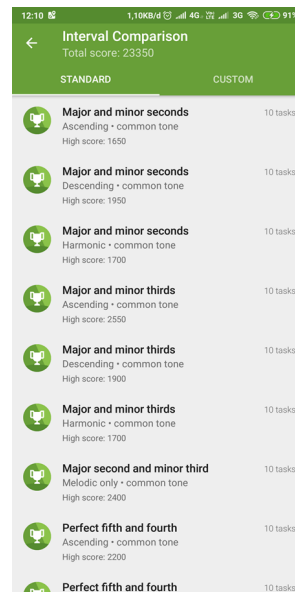 12:10 1,10KB/d 4G 3G 91%
Interval Comparison
Total score: 23350
STANDARD CUSTOM
Major and minor seconds 10 tasks
Ascending • common tone
High score: 1650
Major and minor seconds 10 tasks
Descending • common tone
High score: 1950
Major and minor seconds 10 tasks
Harmonic • common tone
High score: 1700
Major and minor thirds 10 tasks
Ascending • common tone
High score: 2550
Major and minor thirds 10 tasks
Descending • common tone
High score: 1900
Major and minor thirds 10 tasks
Harmonic • common tone
High score: 1700
Major second and minor third 10 tasks
Melodic only • common tone
High score: 2400
Perfect fifth and fourth 10 tasks
Ascending • common tone
High score: 2200
Perfect fifth and fourth 10 tasks